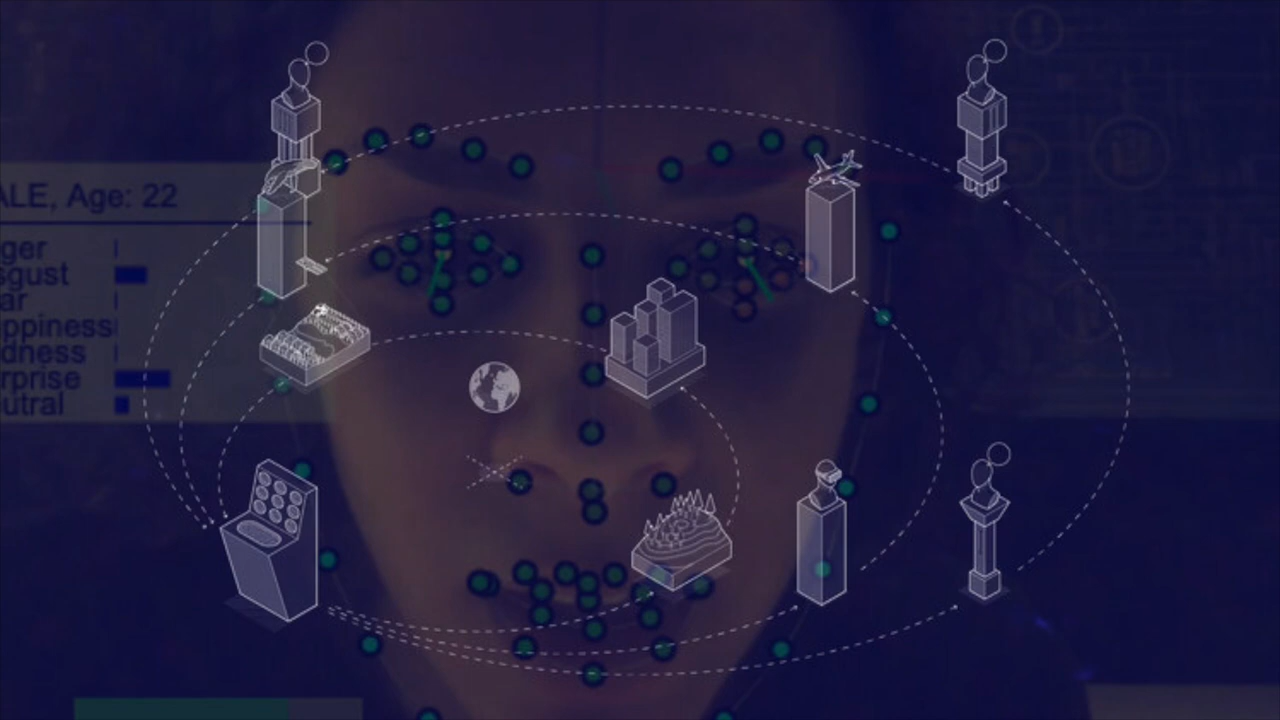 ALE, Age: 22
ger
sgust
ar
ppiness
dness
rprise
utral